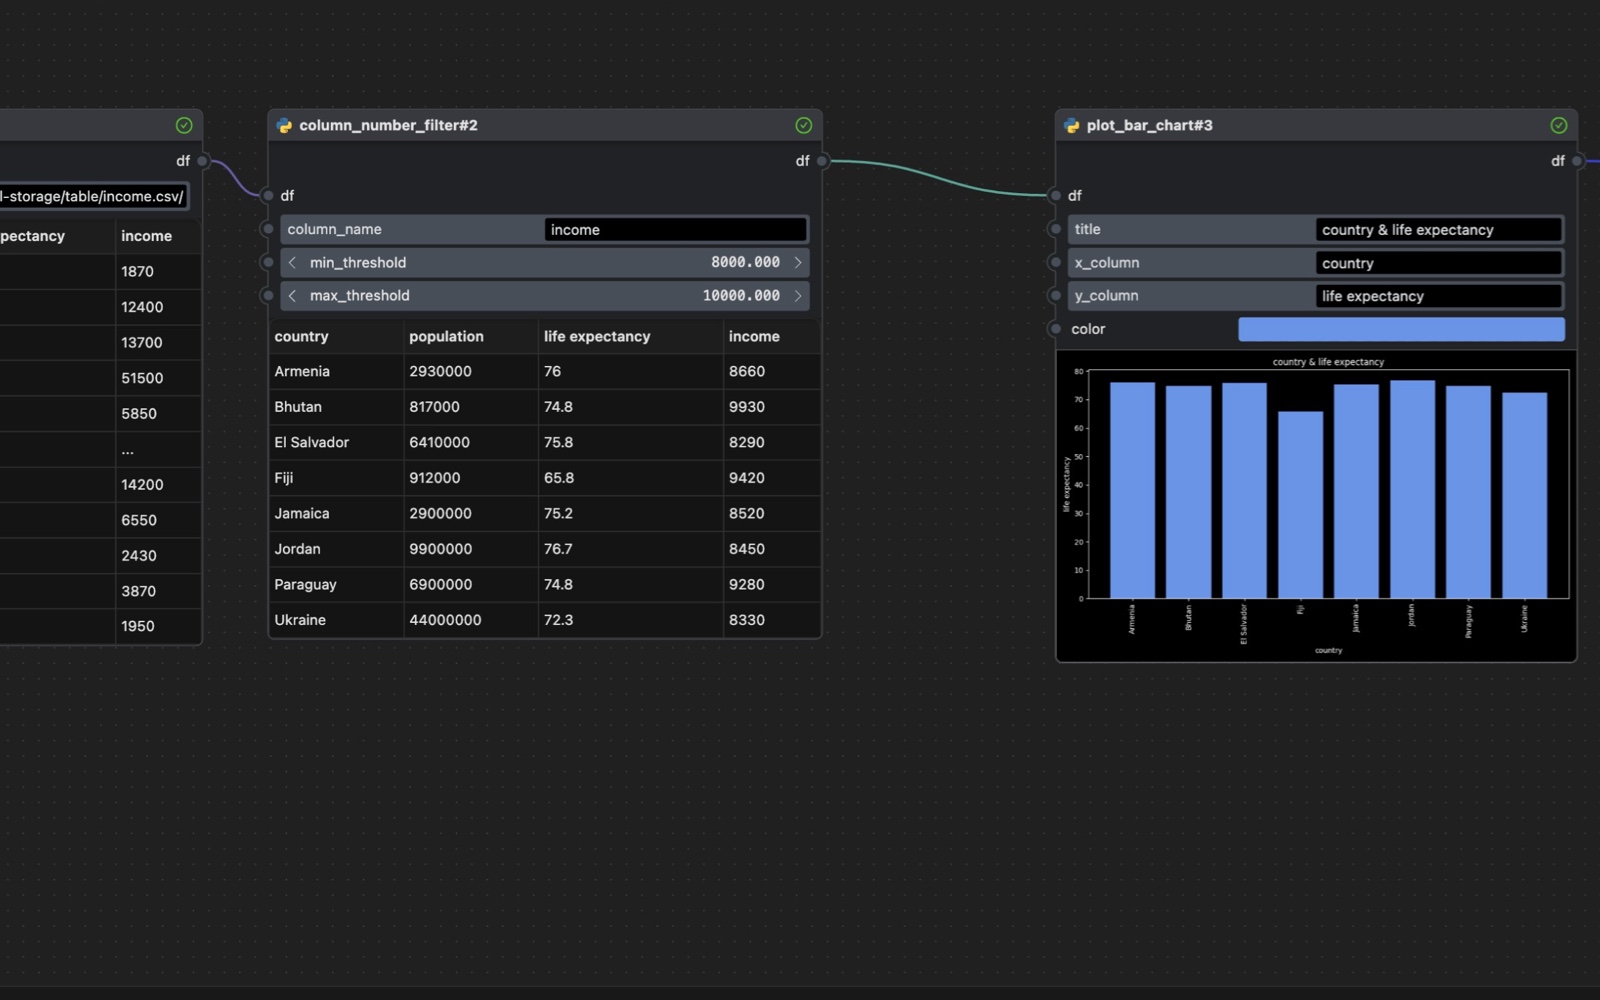 df
l-storage/table/income.csv/
pectancy income
1870
12400
13700
51500
5850
...
14200
6550
2430
3870
1950
column_number_filter#2
df
df
column_name income
min_threshold 8000.000
max_threshold 10000.000
country population life expectancy income
Armenia 2930000 76 8660
Bhutan 817000 74.8 9930
El Salvador 6410000 75.8 8290
Fiji 912000 65.8 9420
Jamaica 2900000 75.2 8520
Jordan 9900000 76.7 8450
Paraguay 6900000 74.8 9280
Ukraine 44000000 72.3 8330
plot_bar_chart#3
df
df
title country & life expectancy
x_column country
y_column life expectancy
color
country & life expectancy
80
70
60
50
40
30
20
10
0
life expectancy
Armenia
Bhutan
El Salvador
Fiji
Jamaica
Jordan
Paraguay
Ukraine
country